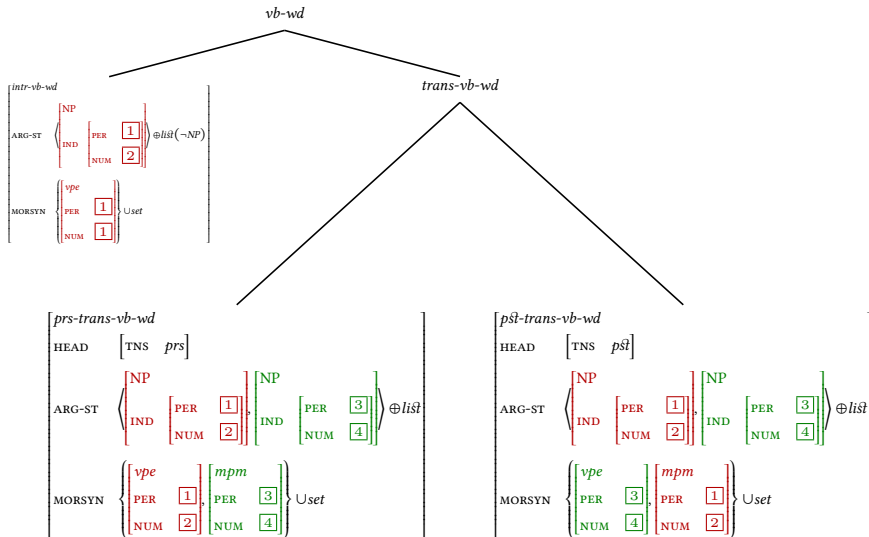 vb-wd
intr-vb-wd
ARG-ST ⟨ NP IND PER 1 NUM 2 ⟩ ⊕list(¬NP)
MORSYN { vpe PER 1 NUM 1 } ∪set
trans-vb-wd
prs-trans-vb-wd
HEAD [TNS prs]
ARG-ST ⟨ NP IND PER 1 NUM 2 , NP IND PER 3 NUM 4 ⟩ ⊕list
MORSYN { vpe PER 1 NUM 2 , mpm PER 3 NUM 4 } ∪set
pst-trans-vb-wd
HEAD [TNS pst]
ARG-ST ⟨ NP IND PER 1 NUM 2 , NP IND PER 3 NUM 4 ⟩ ⊕list
MORSYN { vpe PER 3 NUM 4 , mpm PER 1 NUM 2 } ∪set